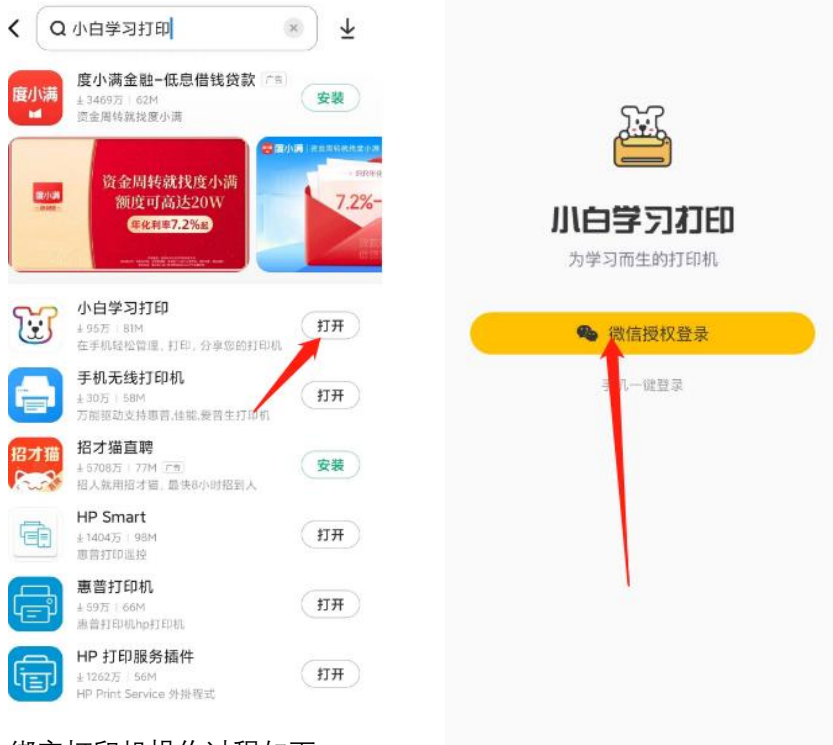 小白学习打印
度小满
度小满金融-低息借钱贷款 广告
3469万 | 62M
资金周转就找度小满
安装
度小满
资金周转就找度小满
额度可高达20W
年化利率7.2%起
度小满
7.2%-
小白学习打印
95万 | 81M
在手机轻松管理, 打印, 分享您的打印机
打开
手机无线打印机
30万 | 58M
万能驱动支持惠普,佳能,爱普生打印机
打开
招才猫
招才猫直聘
5708万 | 77M 广告
招人就用招才猫, 最快8小时招到人
安装
HP Smart
1404万 | 98M
惠普打印遥控
打开
惠普打印机
59万 | 66M
惠普打印机hp打印机
打开
HP 打印服务插件
1262万 | 56M
HP Print Service 外掛程式
打开
小白学习打印
为学习而生的打印机
微信授权登录
手机一键登录